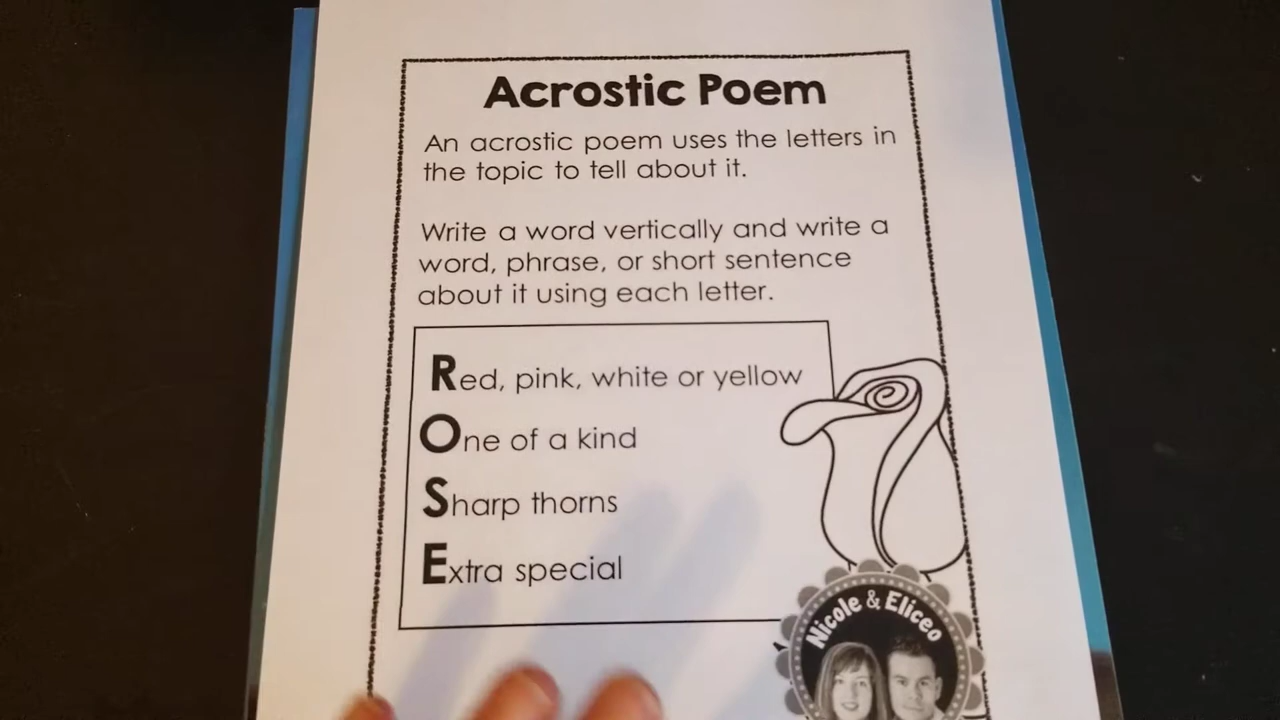 Acrostic Poem
An acrostic poem uses the letters in
the topic to tell about it.
Write a word vertically and write a
word, phrase, or short sentence
about it using each letter.
Red, pink, white or yellow
One of a kind
Sharp thorns
Extra special
Nicole & Eliceo